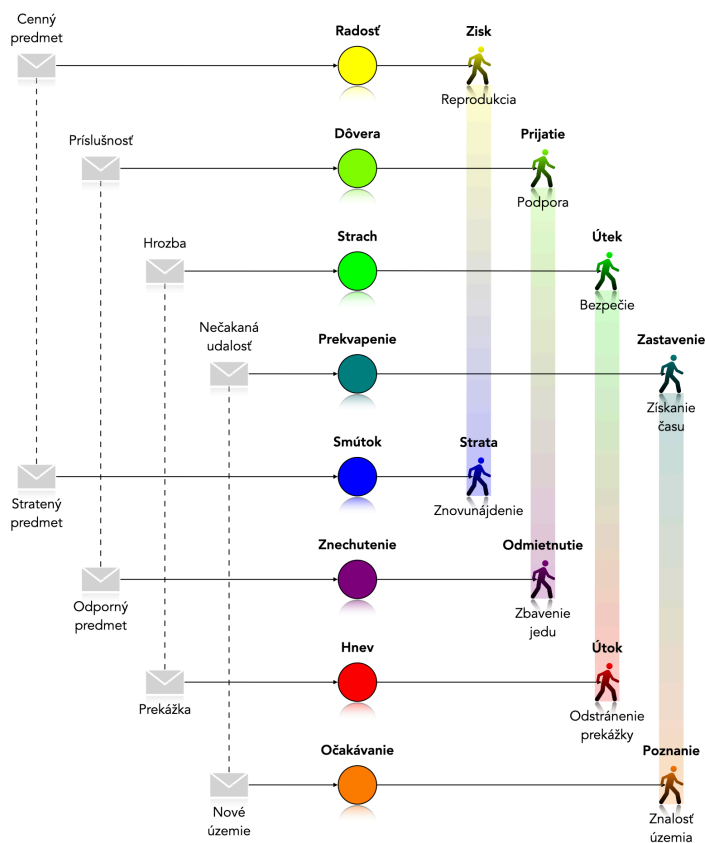 Cenný
predmet
Radosť
Zisk
Reprodukcia
Príslušnosť
Dôvera
Prijatie
Podpora
Hrozba
Strach
Útek
Bezpečie
Nečakaná
udalosť
Prekvapenie
Zastavenie
Získanie
času
Stratený
predmet
Smútok
Strata
Znovunájdenie
Odporný
predmet
Znechutenie
Odmietnutie
Zbavenie
jedu
Prekážka
Hnev
Útok
Odstránenie
prekážky
Nové
územie
Očakávanie
Poznanie
Znalosť
územia